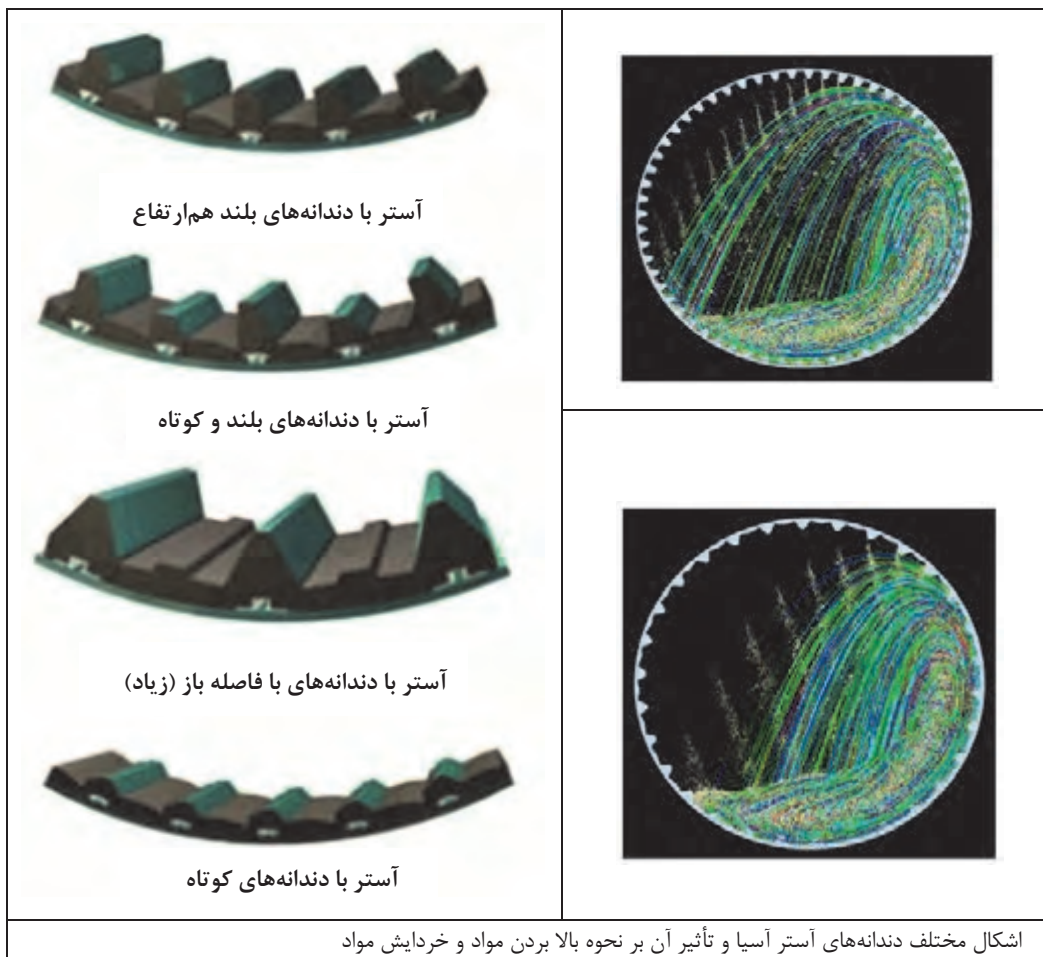 آستر با دندانه‌های بلند هم‌ارتفاع
آستر با دندانه‌های بلند و کوتاه
آستر با دندانه‌های با فاصله باز (زیاد)
آستر با دندانه‌های کوتاه
اشکال مختلف دندانه‌های آستر آسیا و تأثیر آن بر نحوه بالا بردن مواد و خردایش مواد